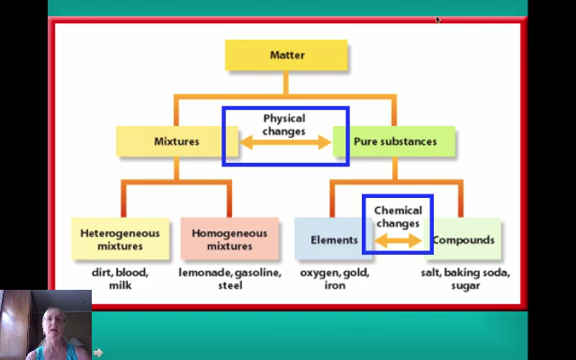 Matter
Physical
changes
Mixtures
Pure substances
Chemical
changes
Heterogeneous
mixtures
Homogeneous
mixtures
Elements
Compounds
dirt, blood,
milk
lemonade, gasoline,
steel
oxygen, gold,
iron
salt, baking soda,
sugar